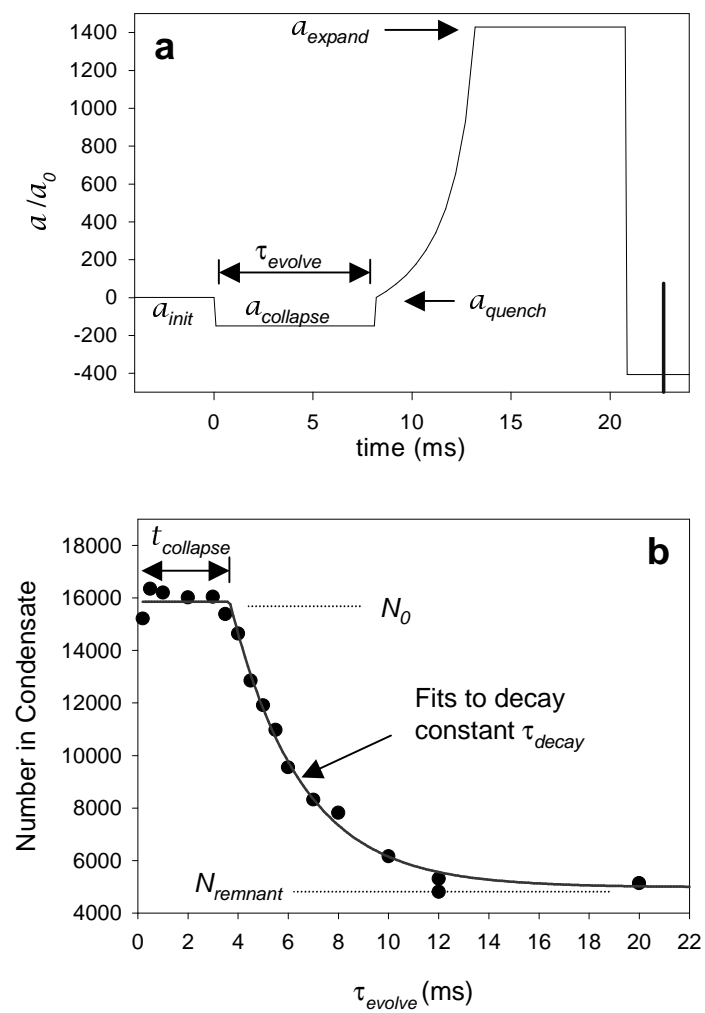 a
a_expand
1400
1200
1000
800
600
400
200
0
-200
-400
a/a_0
τ_evolve
a_init
a_collapse
a_quench
0 5 10 15 20
time (ms)
b
18000
16000
14000
12000
10000
8000
6000
4000
Number in Condensate
t_collapse
N_0
Fits to decay
constant τ_decay
N_remnant
0 2 4 6 8 10 12 14 16 18 20 22
τ_evolve (ms)